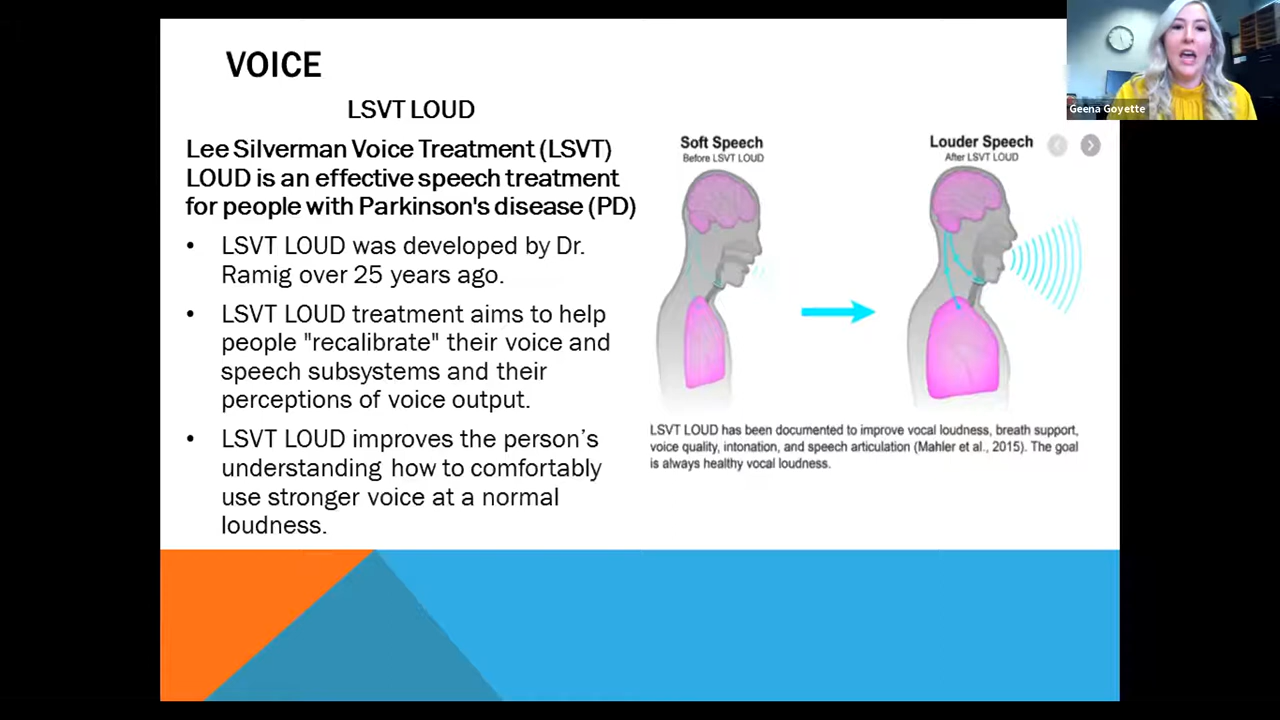 VOICE
LSVT LOUD
Lee Silverman Voice Treatment (LSVT)
LOUD is an effective speech treatment
for people with Parkinson's disease (PD)
• LSVT LOUD was developed by Dr.
Ramig over 25 years ago.
• LSVT LOUD treatment aims to help
people "recalibrate" their voice and
speech subsystems and their
perceptions of voice output.
• LSVT LOUD improves the person’s
understanding how to comfortably
use stronger voice at a normal
loudness.
Soft Speech
Before LSVT LOUD
Louder Speech
After LSVT LOUD
LSVT LOUD has been documented to improve vocal loudness, breath support,
voice quality, intonation, and speech articulation (Mahler et al., 2015). The goal
is always healthy vocal loudness.
Geena Goyette